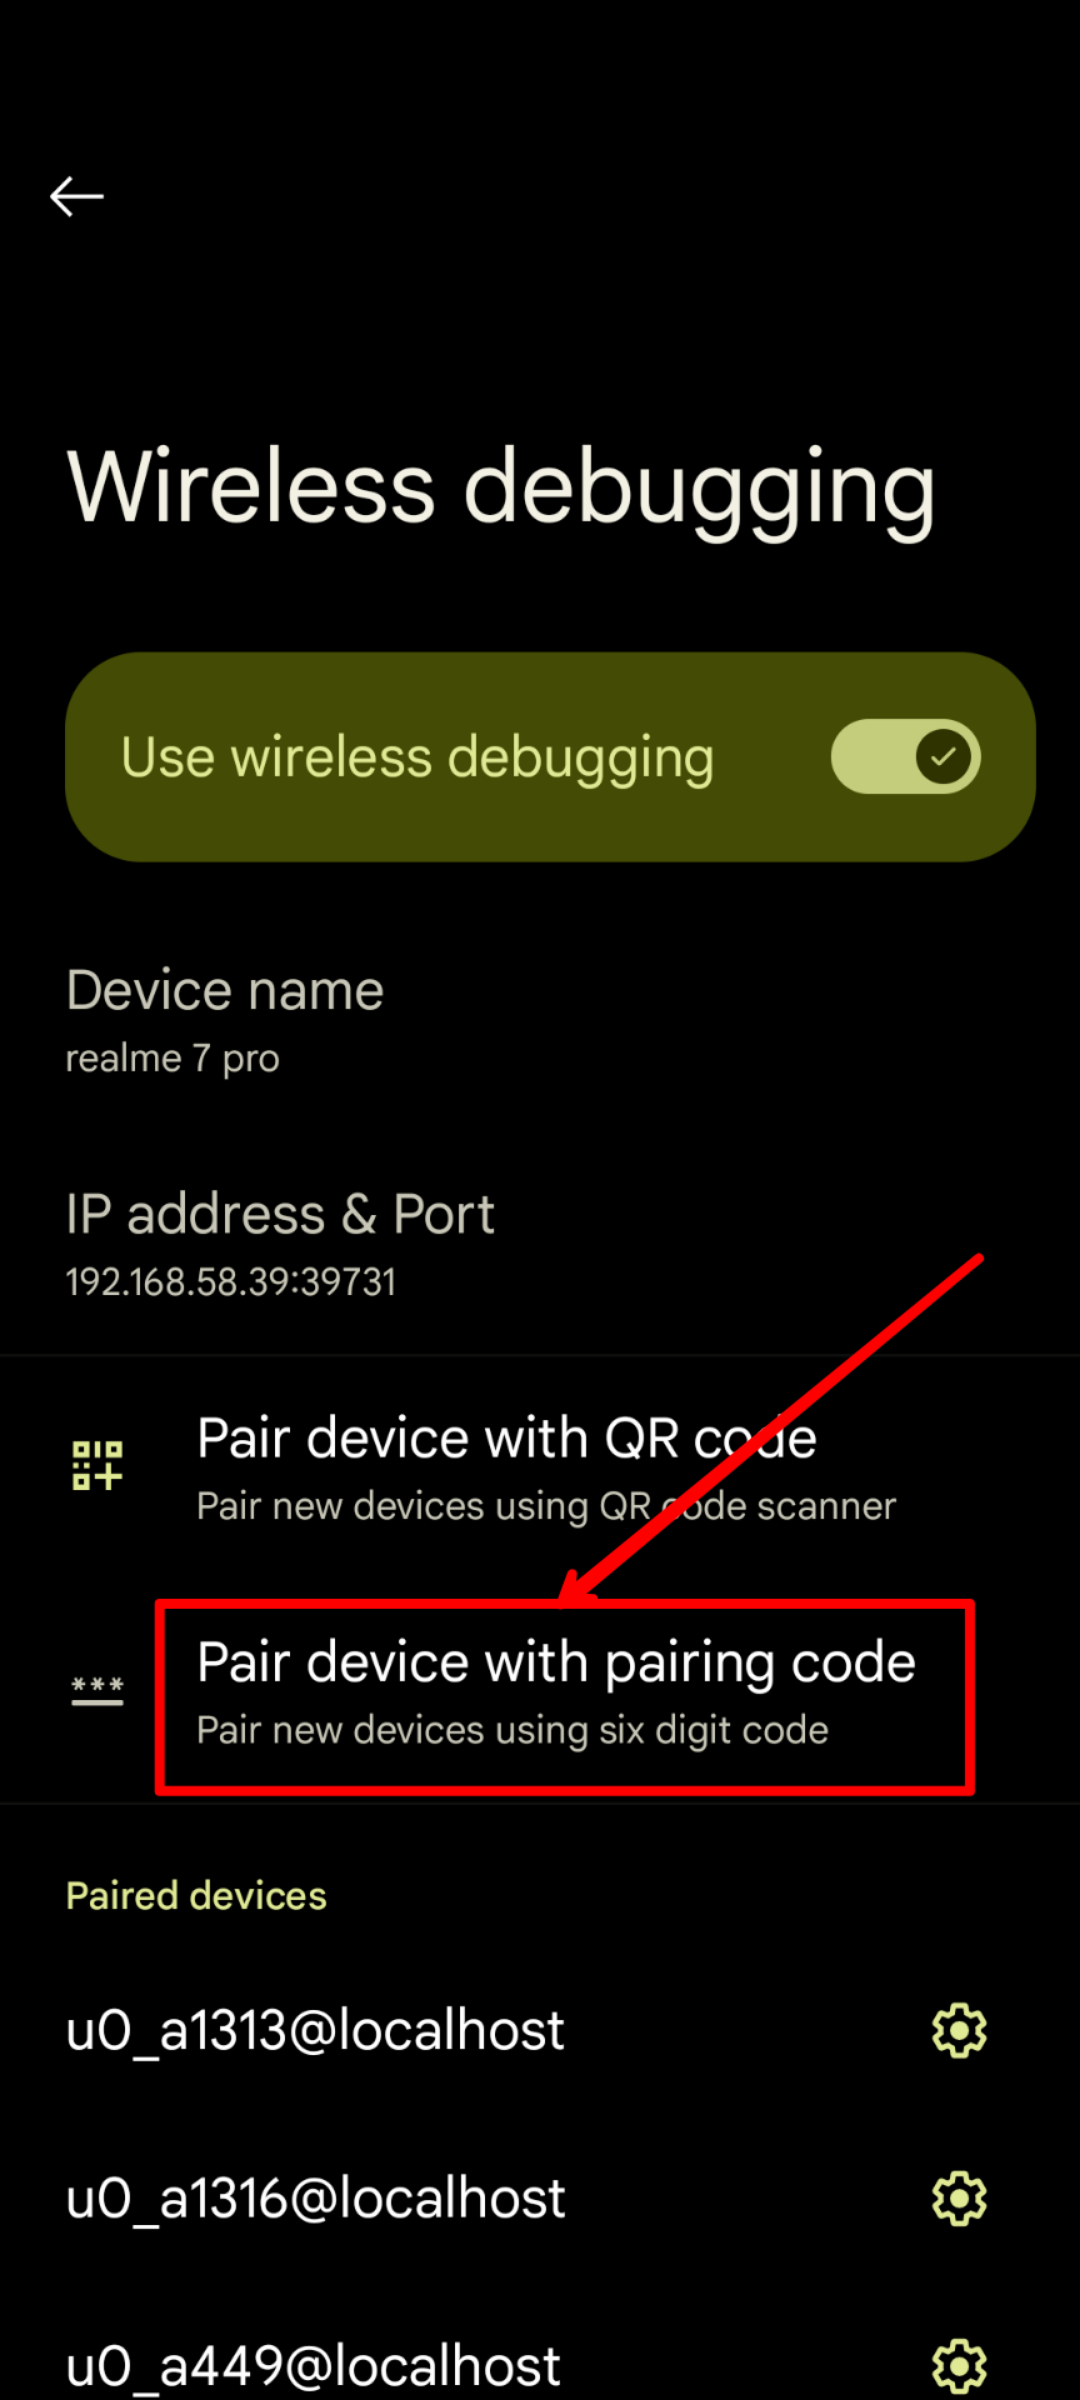 Wireless debugging
Use wireless debugging
Device name
realme 7 pro
IP address & Port
192.168.58.39:39731
Pair device with QR code
Pair new devices using QR code scanner
***
Pair device with pairing code
Pair new devices using six digit code
Paired devices
u0_a1313@localhost
u0_a1316@localhost
u0_a449@localhost